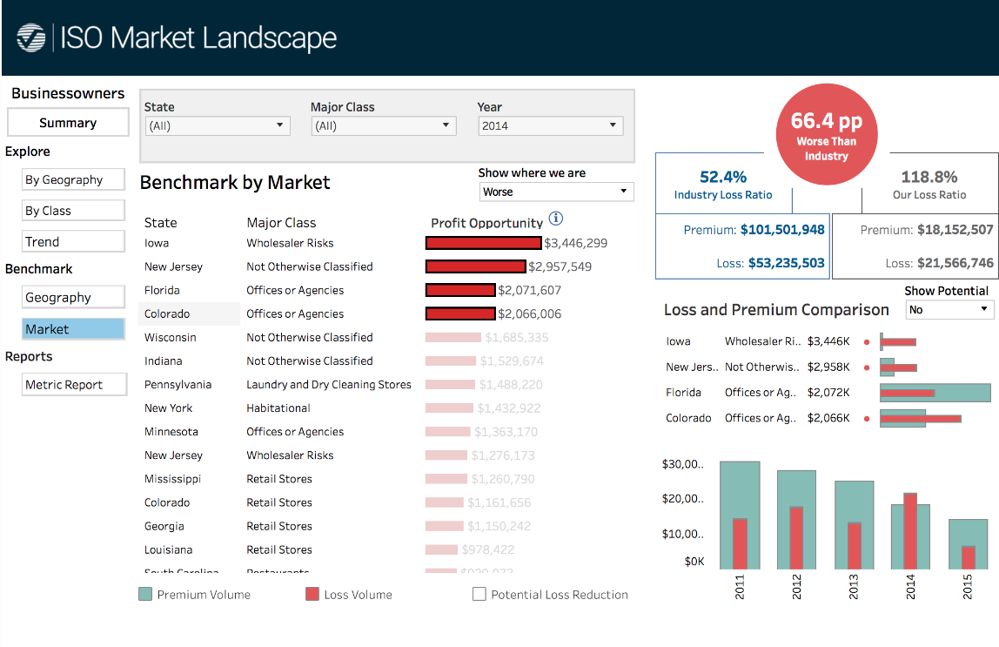 ISO Market Landscape
Businessowners
Summary
Explore
By Geography
By Class
Trend
Benchmark
Geography
Market
Reports
Metric Report
State
Major Class
Year
(All)
(All)
2014
Benchmark by Market
Show where we are
Worse
State Major Class Profit Opportunity i
Iowa Wholesaler Risks $3,446,299
New Jersey Not Otherwise Classified $2,957,549
Florida Offices or Agencies $2,071,607
Colorado Offices or Agencies $2,066,006
Wisconsin Not Otherwise Classified $1,685,335
Indiana Not Otherwise Classified $1,529,674
Pennsylvania Laundry and Dry Cleaning Stores $1,488,220
New York Habitational $1,432,922
Minnesota Offices or Agencies $1,363,170
New Jersey Wholesaler Risks $1,276,173
Mississippi Retail Stores $1,260,790
Colorado Retail Stores $1,161,656
Georgia Retail Stores $1,150,242
Louisiana Retail Stores $978,422
South Carolina Restaurants
Premium Volume Loss Volume Potential Loss Reduction
66.4 pp
Worse Than
Industry
52.4%
Industry Loss Ratio
Premium: $101,501,948
Loss: $53,235,503
118.8%
Our Loss Ratio
Premium: $18,152,507
Loss: $21,566,746
Loss and Premium Comparison
Show Potential
No
Iowa Wholesaler Ri.. $3,446K
New Jers.. Not Otherwis.. $2,958K
Florida Offices or Ag.. $2,072K
Colorado Offices or Ag.. $2,066K
$30,00..
$20,00..
$10,00..
$0K
2011
2012
2013
2014
2015